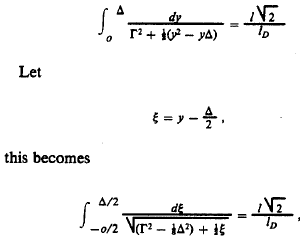 ∫_o^Δ dy / Γ² + ½(y² − yΔ) = l√2 / l_D
Let
ξ = y − Δ/2 ,
this becomes
∫_{−o/2}^{Δ/2} dξ / √(Γ² − ⅛Δ²) + ½ξ = l√2 / l_D ,